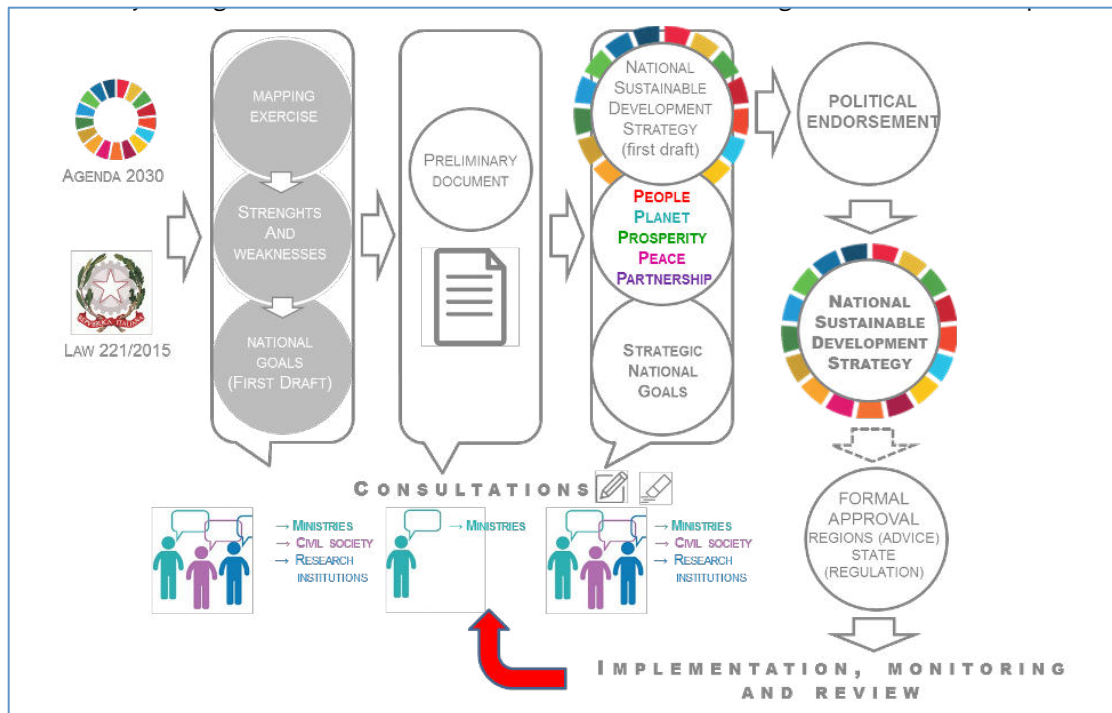 AGENDA 2030
LAW 221/2015
MAPPING
EXERCISE
STRENGHTS
AND
WEAKNESSES
NATIONAL
GOALS
(FIRST DRAFT)
PRELIMINARY
DOCUMENT
NATIONAL
SUSTAINABLE
DEVELOPMENT
STRATEGY
(first draft)
PEOPLE
PLANET
PROSPERITY
PEACE
PARTNERSHIP
STRATEGIC
NATIONAL
GOALS
POLITICAL
ENDORSEMENT
NATIONAL
SUSTAINABLE
DEVELOPMENT
STRATEGY
FORMAL
APPROVAL
REGIONS (ADVICE)
STATE
(REGULATION)
CONSULTATIONS
→ MINISTRIES
→ CIVIL SOCIETY
→ RESEARCH
INSTITUTIONS
→ MINISTRIES
→ MINISTRIES
→ CIVIL SOCIETY
→ RESEARCH
INSTITUTIONS
IMPLEMENTATION, MONITORING
AND REVIEW